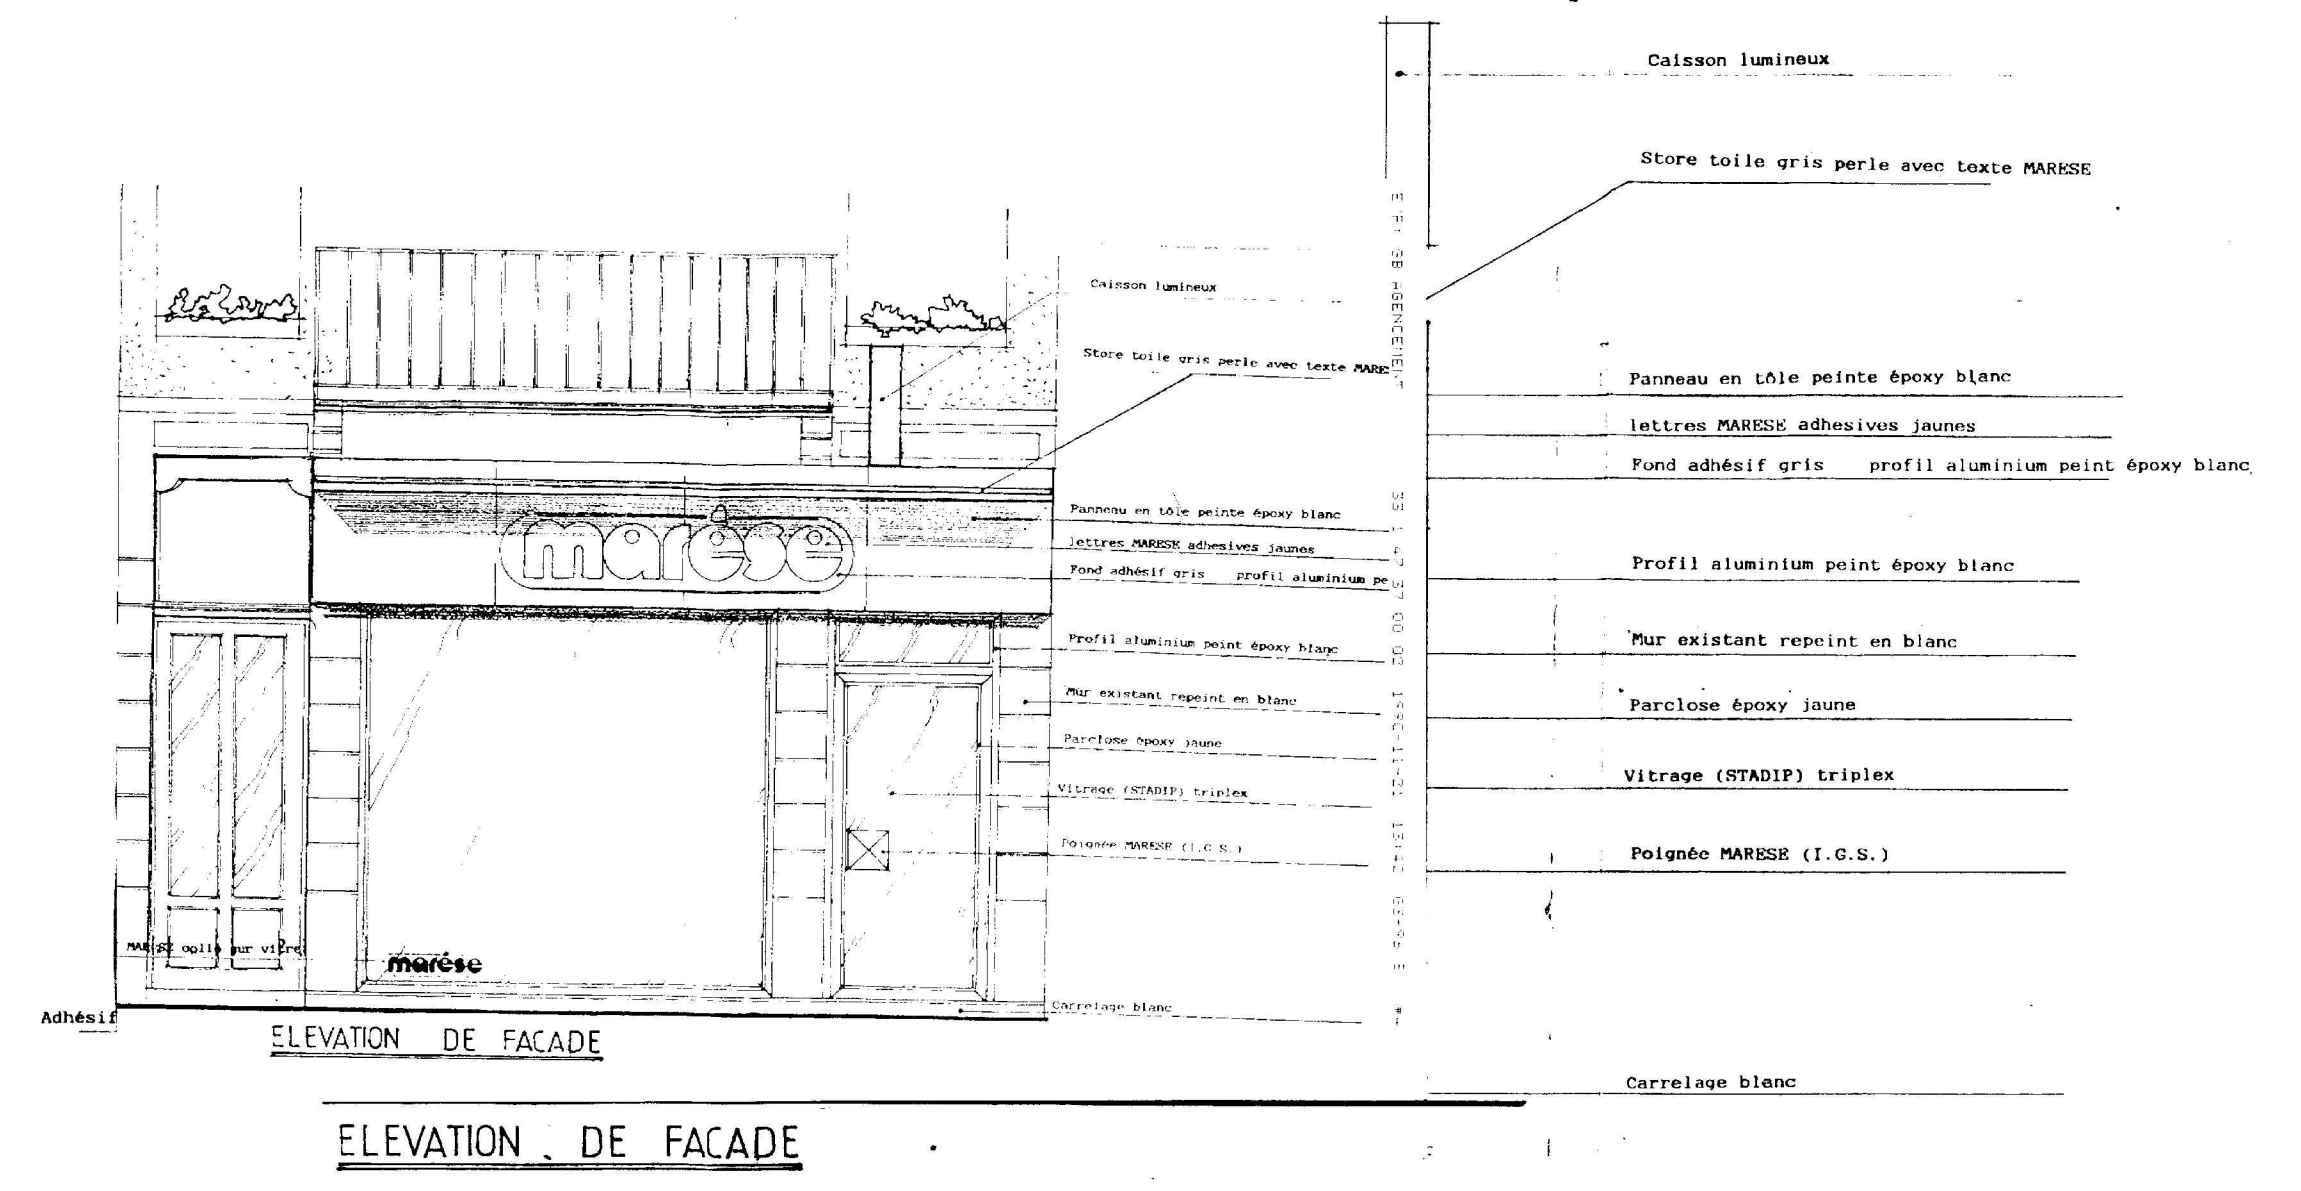 Caisson lumineux
Store toile gris perle avec texte MARESE
Panneau en tôle peinte époxy blanc
lettres MARESE adhesives jaunes
Fond adhésif gris profil aluminium peint époxy blanc
Profil aluminium peint époxy blanc
Mur existant repeint en blanc
Parclose époxy jaune
Vitrage (STADIP) triplex
Poignée MARESE (I.G.S.)
Carrelage blanc
Caisson lumineux
Store toile gris perle avec texte MARE
Panneau en tôle peinte époxy blanc
lettres MARESE adhesives jaunes
Fond adhésif gris profil aluminium pe
Profil aluminium peint époxy blanc
Mur existant repeint en blanc
Parclose époxy jaune
Vitrage (STADIP) triplex
Poignée MARESE (I.G.S.)
Carrelage blanc
marése
sur vitre
marése
Adhésif
ELEVATION DE FACADE
ELEVATION DE FACADE
AGENCEMENT